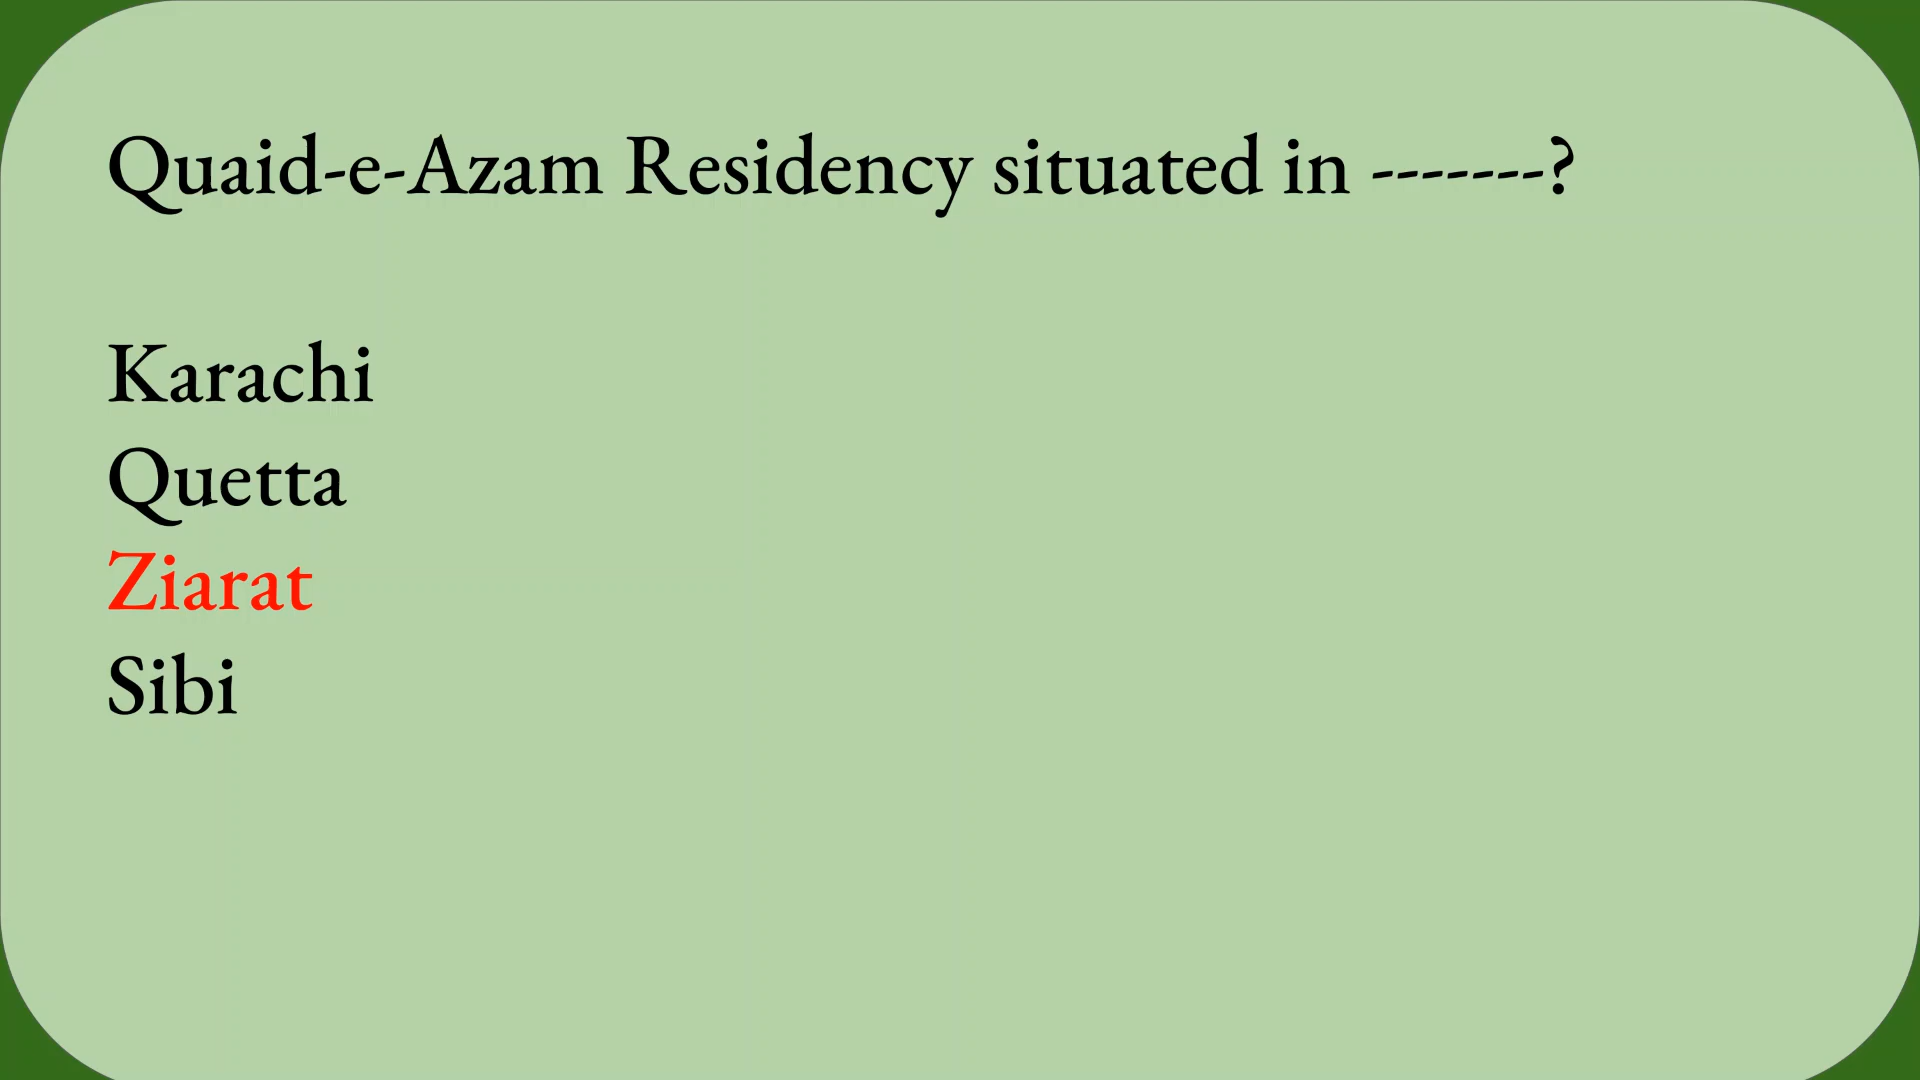 Quaid-e-Azam Residency situated in -------?
Karachi
Quetta
Ziarat
Sibi